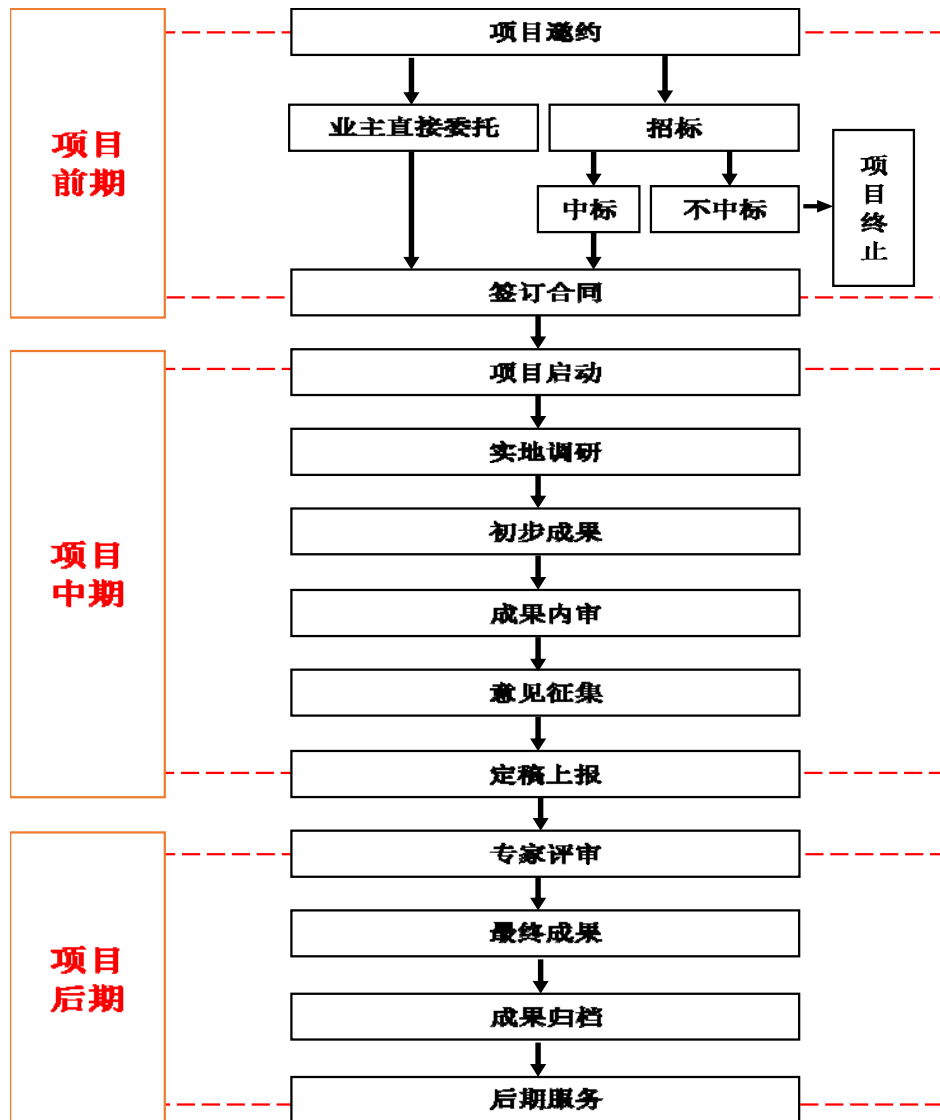 项目邀约
业主直接委托
招标
项目
前期
中标
不中标
项
目
终
止
签订合同
项目启动
实地调研
初步成果
项目
中期
成果内审
意见征集
定稿上报
专家评审
最终成果
项目
后期
成果归档
后期服务